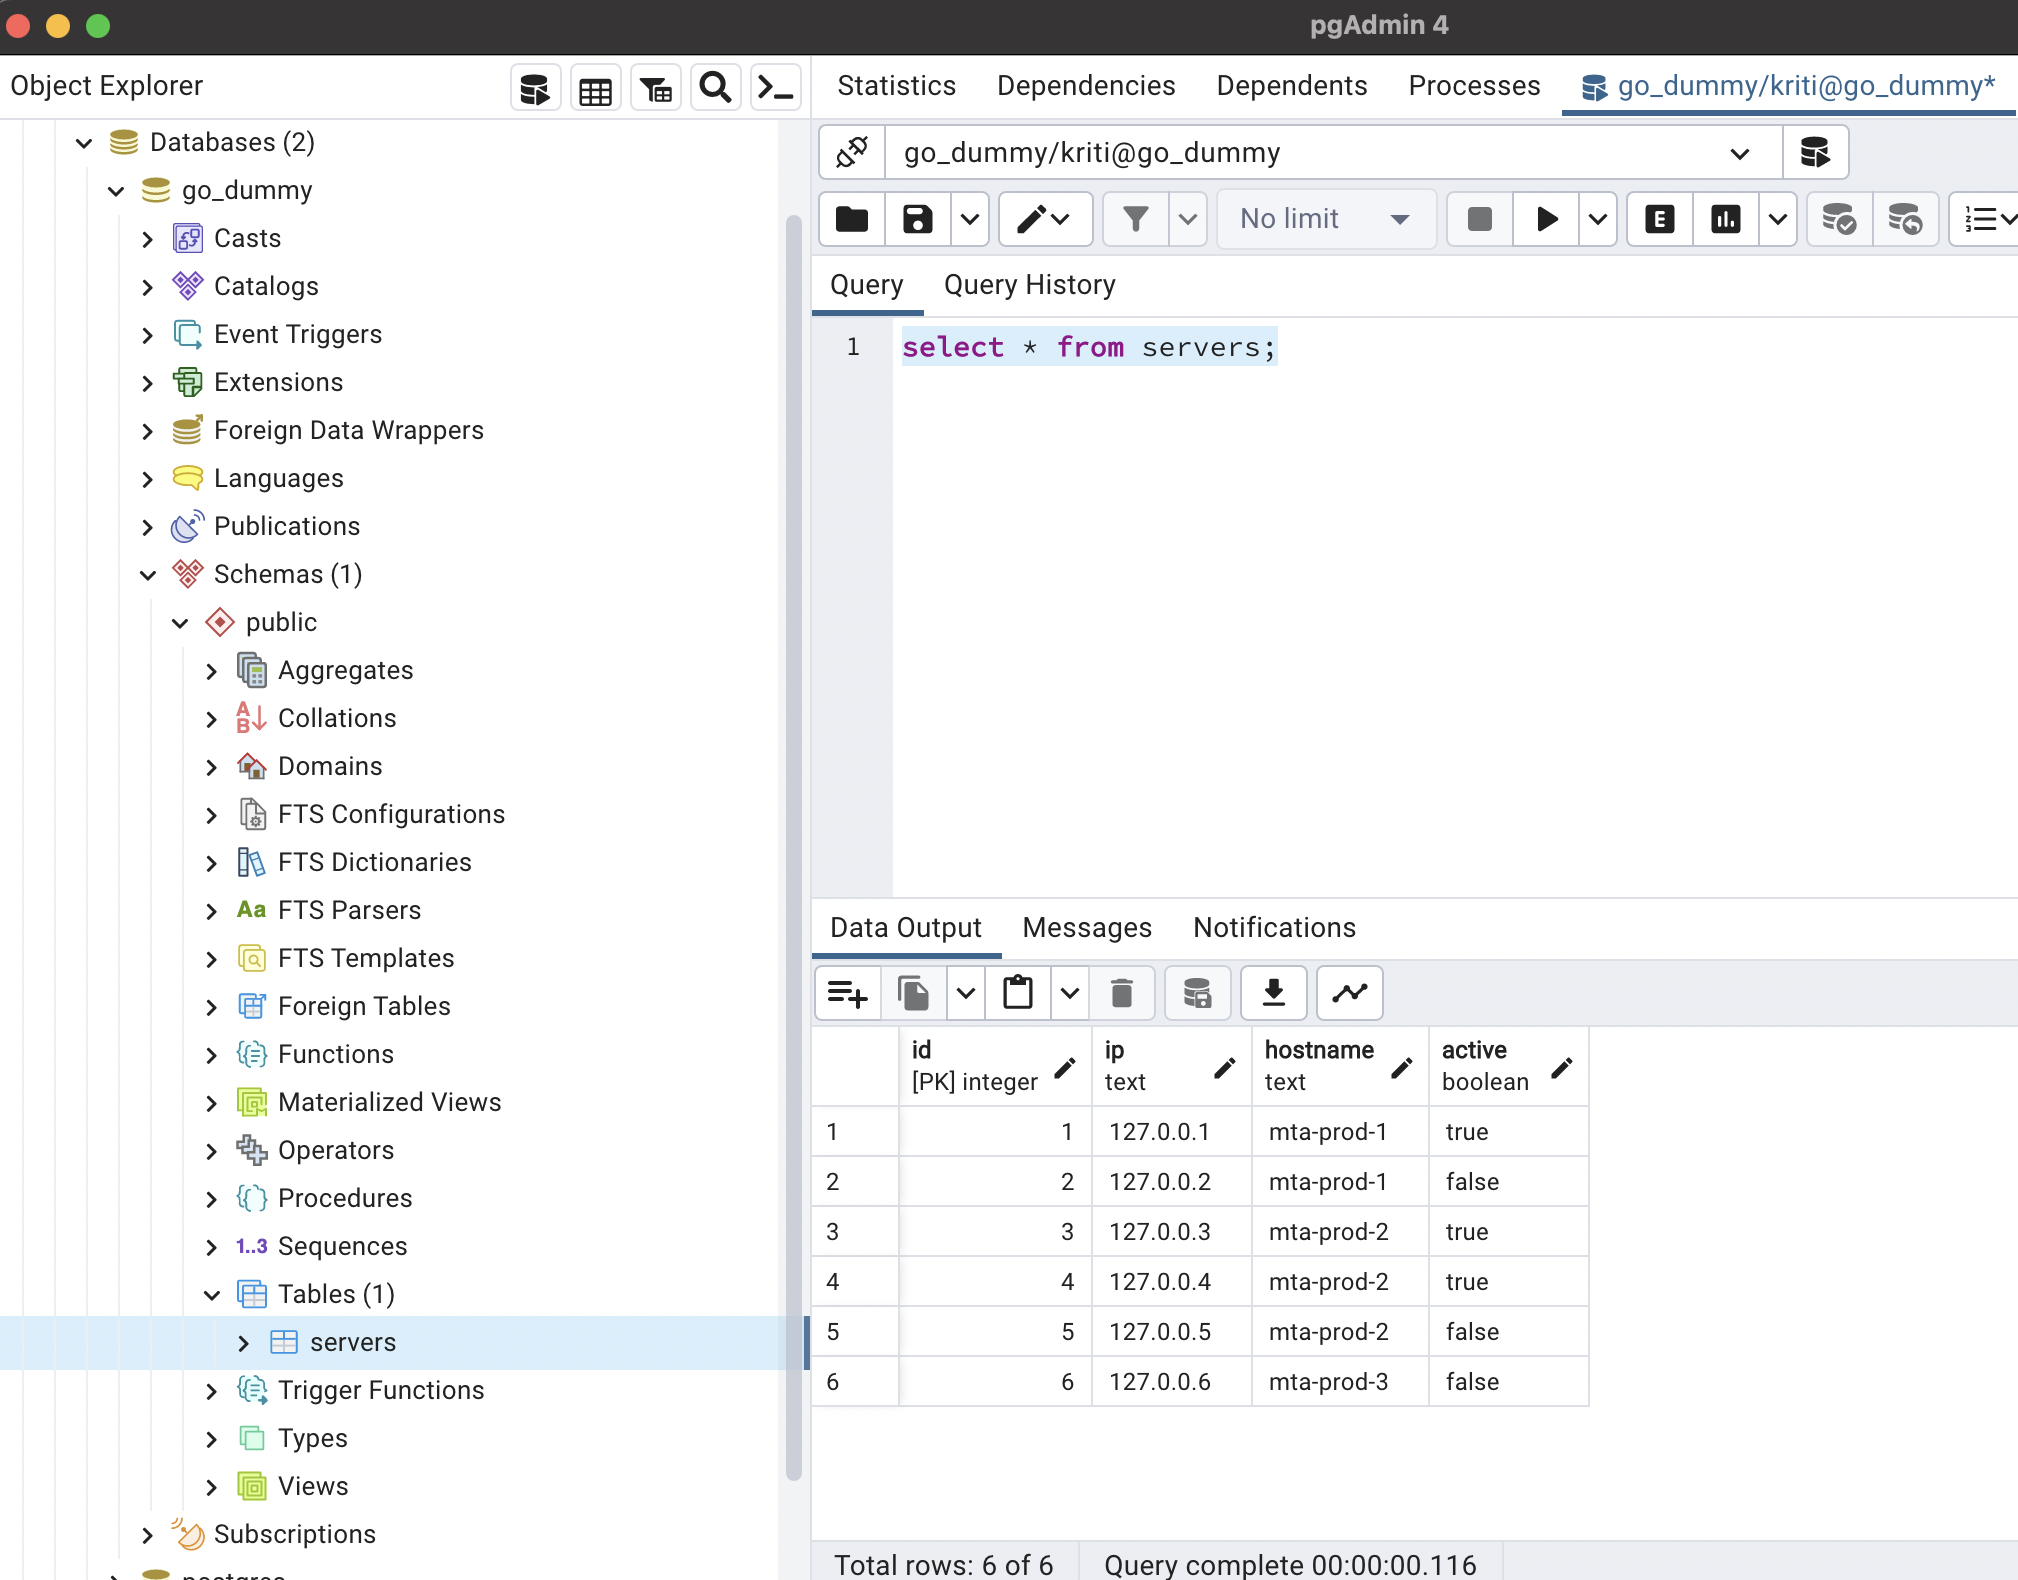 pgAdmin 4
Object Explorer
Statistics Dependencies Dependents Processes go_dummy/kriti@go_dummy*
Databases (2)
go_dummy
Casts
Catalogs
Event Triggers
Extensions
Foreign Data Wrappers
Languages
Publications
Schemas (1)
public
Aggregates
Collations
Domains
FTS Configurations
FTS Dictionaries
Aa FTS Parsers
FTS Templates
Foreign Tables
Functions
Materialized Views
Operators
Procedures
1..3 Sequences
Tables (1)
servers
Trigger Functions
Types
Views
Subscriptions
go_dummy/kriti@go_dummy
No limit
E
Query Query History
1 select * from servers;
Data Output Messages Notifications
id ip hostname active
[PK] integer text text boolean
1 1 127.0.0.1 mta-prod-1 true
2 2 127.0.0.2 mta-prod-1 false
3 3 127.0.0.3 mta-prod-2 true
4 4 127.0.0.4 mta-prod-2 true
5 5 127.0.0.5 mta-prod-2 false
6 6 127.0.0.6 mta-prod-3 false
Total rows: 6 of 6 Query complete 00:00:00.116